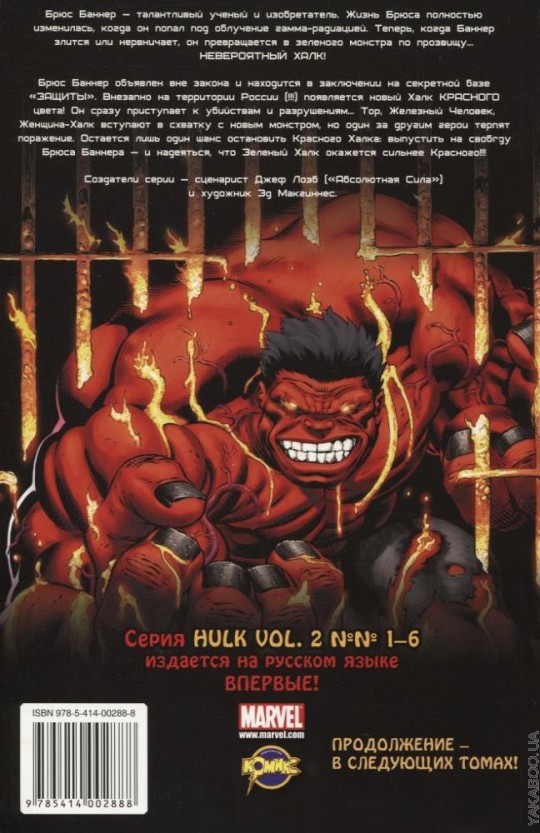 Брюс Баннер – талантливый ученый и изобретатель. Жизнь Брюса полностью
изменилась, когда он попал под облучение гамма-радиацией. Теперь, когда Баннер
злится или нервничает, он превращается в зеленого монстра по прозвищу...
НЕВЕРОЯТНЫЙ ХАЛК!
Брюс Баннер объявлен вне закона и находится в заключении на секретной базе
«ЗАЩИТЫ». Внезапно на территории России (!!!) появляется новый Халк КРАСНОГО
цвета! Он сразу приступает к убийствам и разрушениям... Тор, Железный Человек,
Женщина-Халк вступают в схватку с новым монстром, но один за другим герои терпят
поражение. Остается лишь один шанс остановить Красного Халка: выпустить на свободу
Брюса Баннера – и надеяться, что Зеленый Халк окажется сильнее Красного!!!
Создатели серии – сценарист Джеф Лоэб («Абсолютная Сила»)
и художник Эд Макгиннес.
Серия HULK VOL. 2 №№ 1–6
издается на русском языке
ВПЕРВЫЕ!
ISBN 978-5-414-00288-8
9 785414 002888
MARVEL
www.marvel.com
КОМИКС
ПРОДОЛЖЕНИЕ –
В СЛЕДУЮЩИХ ТОМАХ!
YAKABOO.UA